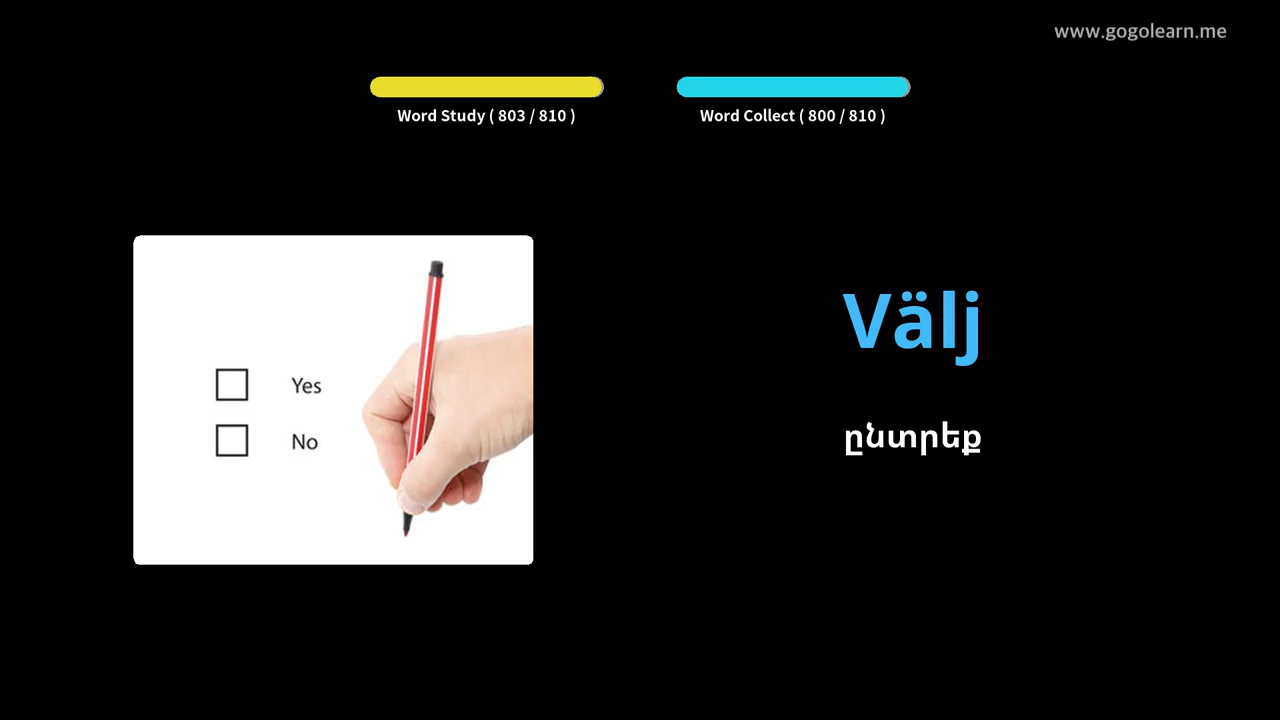 www.gogolearn.me
Word Study ( 803 / 810 )
Word Collect ( 800 / 810 )
Yes
No
Välj
ընտրեք